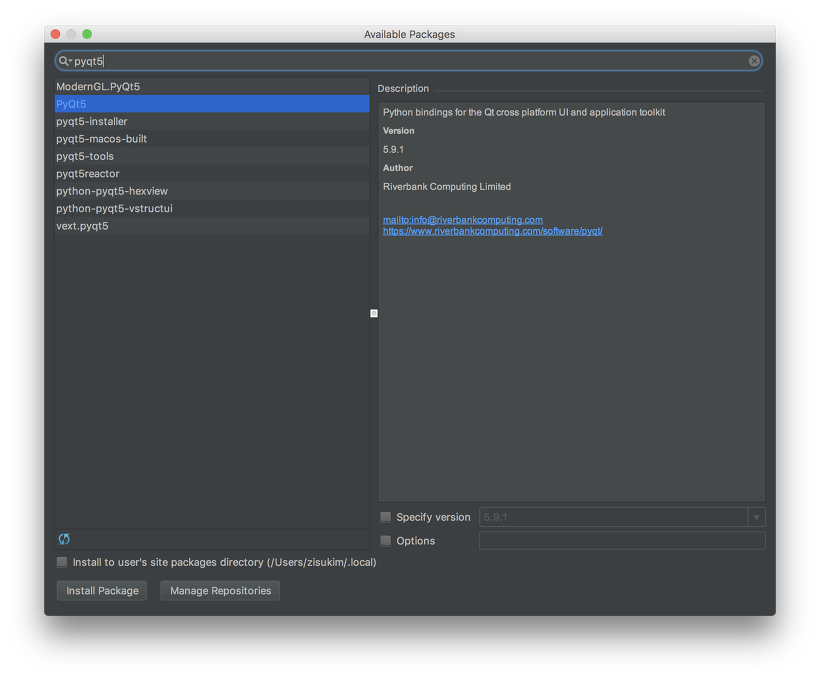 Available Packages
pyqt5
ModernGL.PyQt5
PyQt5
pyqt5-installer
pyqt5-macos-built
pyqt5-tools
pyqt5reactor
python-pyqt5-hexview
python-pyqt5-vstructui
vext.pyqt5
Description
Python bindings for the Qt cross platform UI and application toolkit
Version
5.9.1
Author
Riverbank Computing Limited
mailto:info@riverbankcomputing.com
https://www.riverbankcomputing.com/software/pyqt/
Specify version 5.9.1
Options
Install to user's site packages directory (/Users/zisukim/.local)
Install Package Manage Repositories